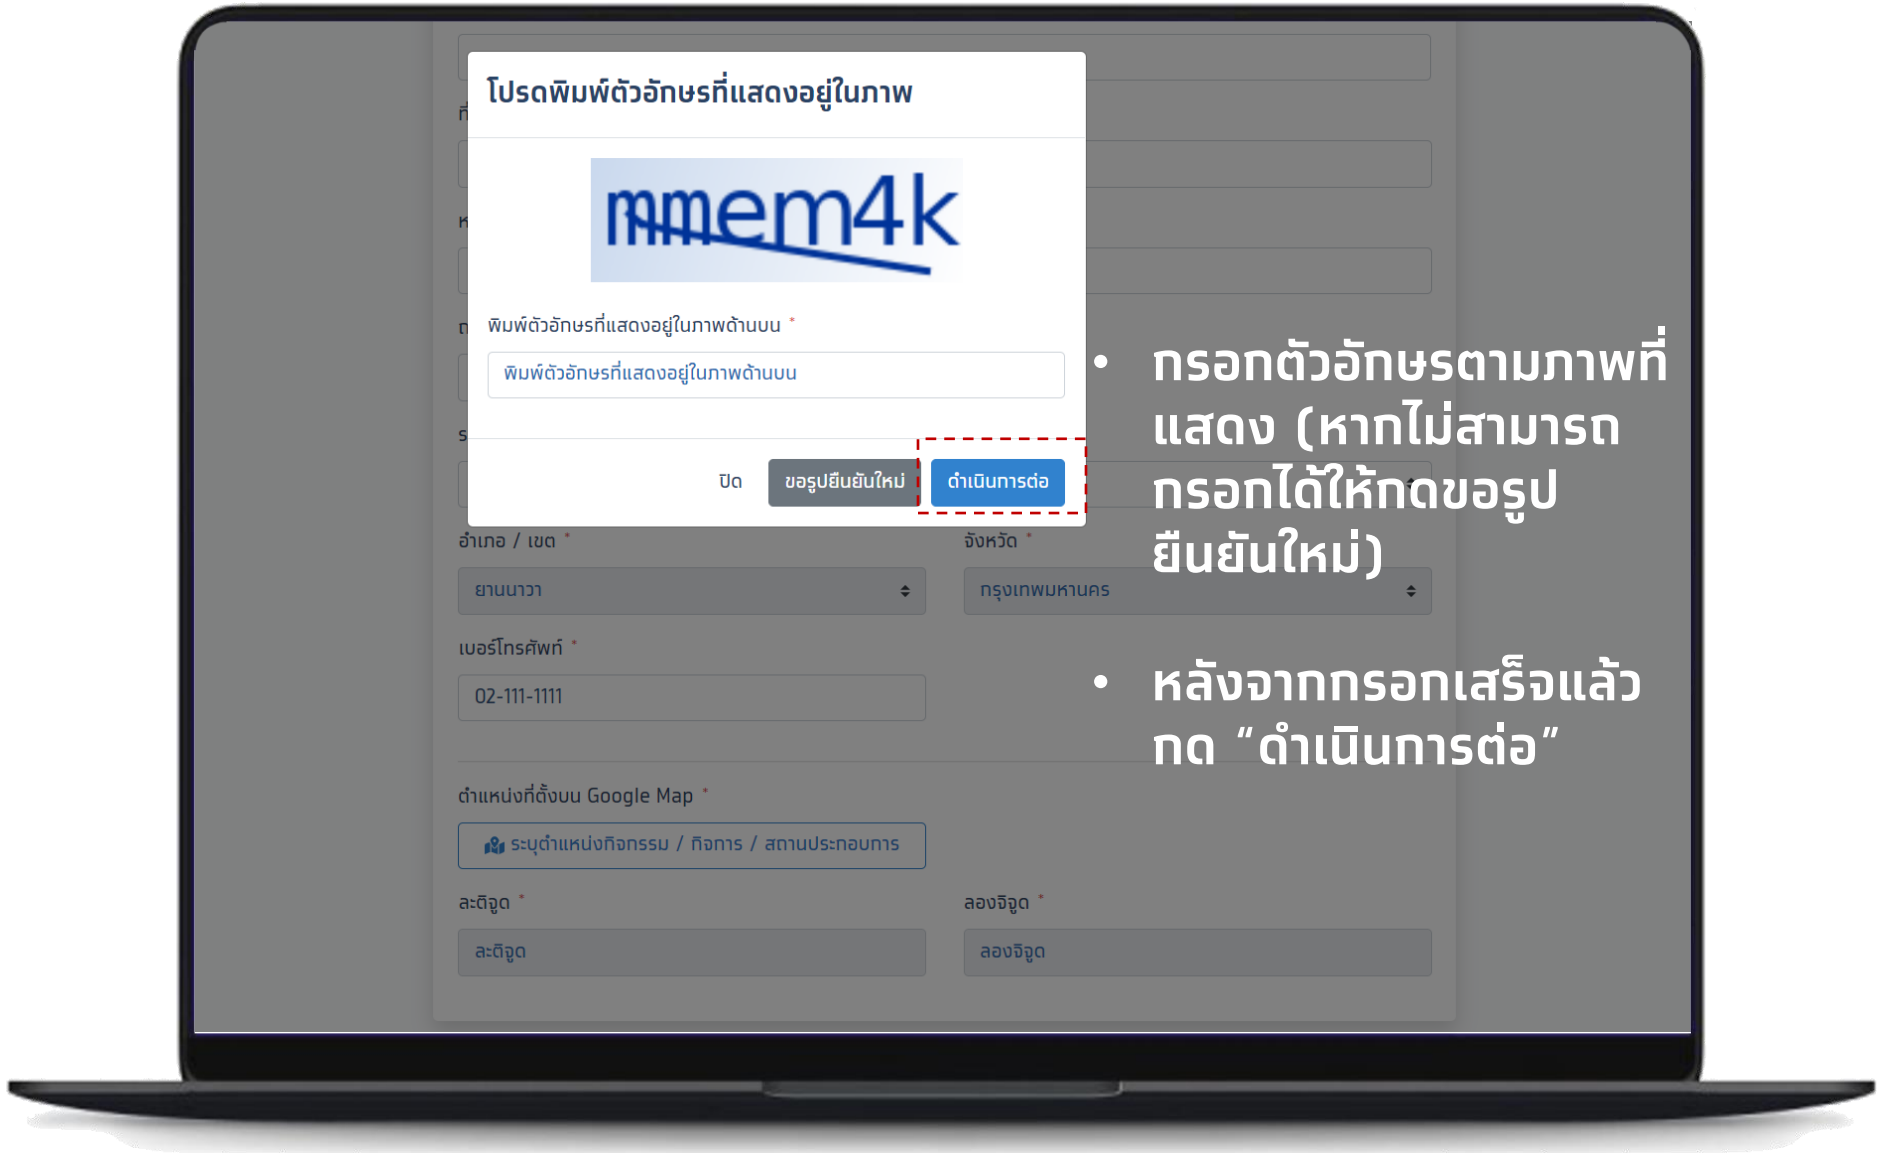 โปรดพิมพ์ตัวอักษรที่แสดงอยู่ในภาพ
mmem4k
พิมพ์ตัวอักษรที่แสดงอยู่ในภาพด้านบน *
พิมพ์ตัวอักษรที่แสดงอยู่ในภาพด้านบน
ปิด
ขอรูปยืนยันใหม่
ดำเนินการต่อ
• กรอกตัวอักษรตามภาพที่
แสดง (หากไม่สามารถ
กรอกได้ให้กดขอรูป
ยืนยันใหม่)
อำเภอ / เขต *
จังหวัด *
ยานนาวา
กรุงเทพมหานคร
เบอร์โทรศัพท์ *
02-111-1111
• หลังจากกรอกเสร็จแล้ว
กด “ดำเนินการต่อ”
ตำแหน่งที่ตั้งบน Google Map *
ระบุตำแหน่งกิจกรรม / กิจการ / สถานประกอบการ
ละติจูด *
ลองจิจูด *
ละติจูด
ลองจิจูด